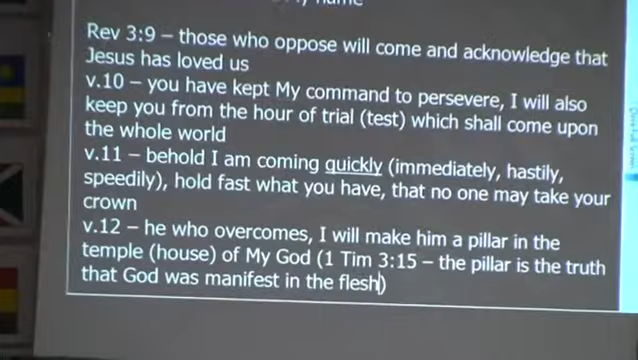 name
Rev 3:9 – those who oppose will come and acknowledge that
Jesus has loved us
v.10 – you have kept My command to persevere, I will also
keep you from the hour of trial (test) which shall come upon
the whole world
v.11 – behold I am coming quickly (immediately, hastily,
speedily), hold fast what you have, that no one may take your
crown
v.12 – he who overcomes, I will make him a pillar in the
temple (house) of My God (1 Tim 3:15 – the pillar is the truth
that God was manifest in the flesh)